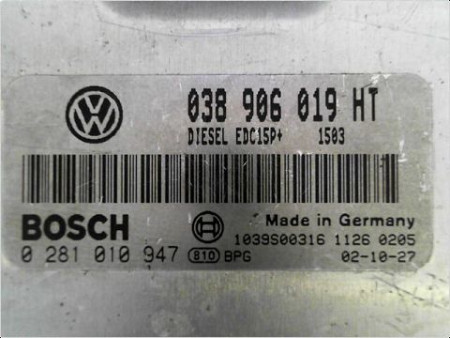 038 906 019 HT
DIESEL EDC15P+ 1503
BOSCH
Made in Germany
1039S00316 1126 0205
0 281 010 947 810 BPG 02-10-27